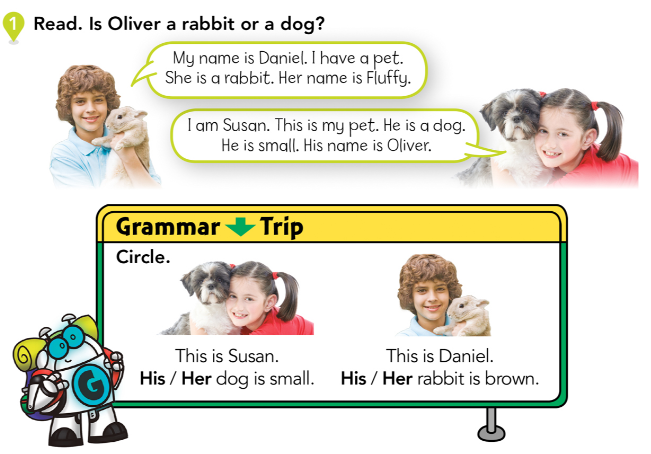 1 Read. Is Oliver a rabbit or a dog?
My name is Daniel. I have a pet.
She is a rabbit. Her name is Fluffy.
I am Susan. This is my pet. He is a dog.
He is small. His name is Oliver.
Grammar Trip
Circle.
This is Susan.
His / Her dog is small.
This is Daniel.
His / Her rabbit is brown.
G